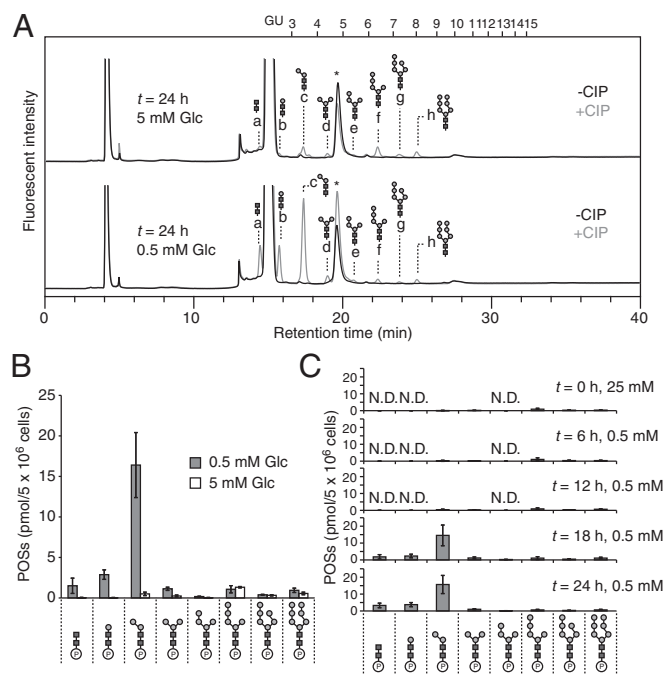 A
GU 3 4 5 6 7 8 9 10 11 12 13 14 15
Fluorescent intensity
t = 24 h
5 mM Glc
a b c d * e f g h
-CIP
+CIP
t = 24 h
0.5 mM Glc
a b c d * e f g h
-CIP
+CIP
0 10 20 30 40
Retention time (min)
B
POSs (pmol/5 x 10⁶ cells)
25
20
15
10
5
0
0.5 mM Glc
5 mM Glc
P P P P P P P P
C
POSs (pmol/5 x 10⁶ cells)
20
10
0
N.D. N.D. N.D.
t = 0 h, 25 mM
20
10
0
N.D. N.D. N.D.
t = 6 h, 0.5 mM
20
10
0
N.D. N.D. N.D.
t = 12 h, 0.5 mM
20
10
0
t = 18 h, 0.5 mM
20
10
0
t = 24 h, 0.5 mM
P P P P P P P P